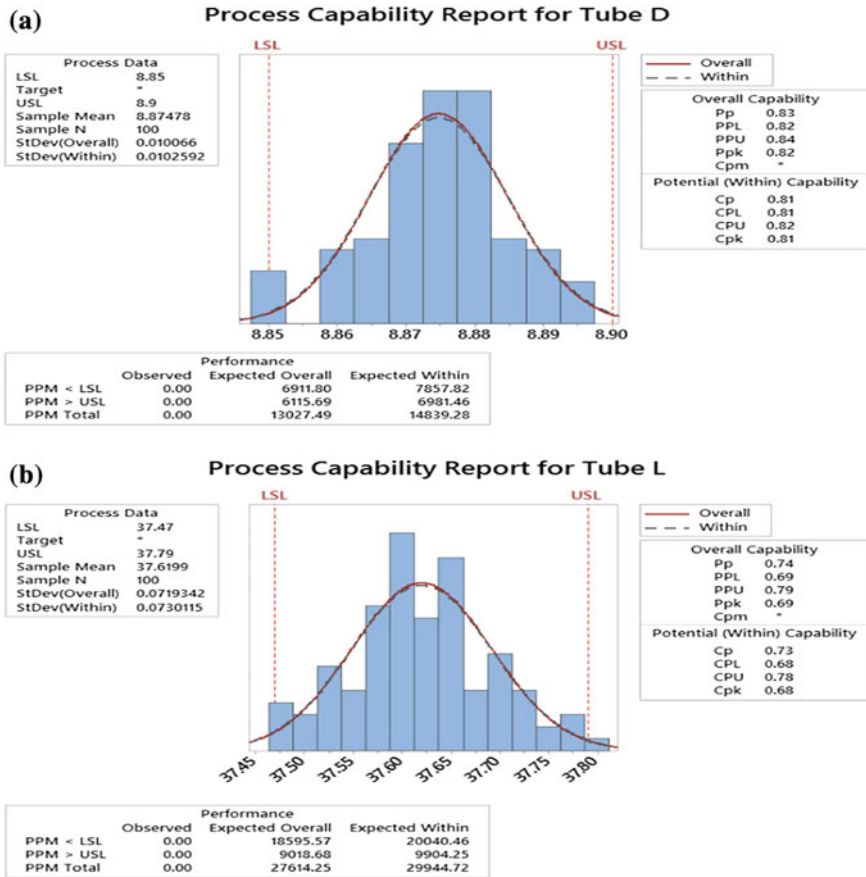 (a)
Process Capability Report for Tube D
LSL USL
Process Data
LSL 8.85
Target *
USL 8.9
Sample Mean 8.87478
Sample N 100
StDev(Overall) 0.010066
StDev(Within) 0.0102592
Overall
Within
Overall Capability
Pp 0.83
PPL 0.82
PPU 0.84
Ppk 0.82
Cpm *
Potential (Within) Capability
Cp 0.81
CPL 0.81
CPU 0.82
Cpk 0.81
8.85 8.86 8.87 8.88 8.89 8.90
Performance
Observed Expected Overall Expected Within
PPM < LSL 0.00 6911.80 7857.82
PPM > USL 0.00 6115.69 6981.46
PPM Total 0.00 13027.49 14839.28
(b)
Process Capability Report for Tube L
LSL USL
Process Data
LSL 37.47
Target *
USL 37.79
Sample Mean 37.6199
Sample N 100
StDev(Overall) 0.0719342
StDev(Within) 0.0730115
Overall
Within
Overall Capability
Pp 0.74
PPL 0.69
PPU 0.79
Ppk 0.69
Cpm *
Potential (Within) Capability
Cp 0.73
CPL 0.68
CPU 0.78
Cpk 0.68
37.45 37.50 37.55 37.60 37.65 37.70 37.75 37.80
Performance
Observed Expected Overall Expected Within
PPM < LSL 0.00 18595.57 20040.46
PPM > USL 0.00 9018.68 9904.25
PPM Total 0.00 27614.25 29944.72